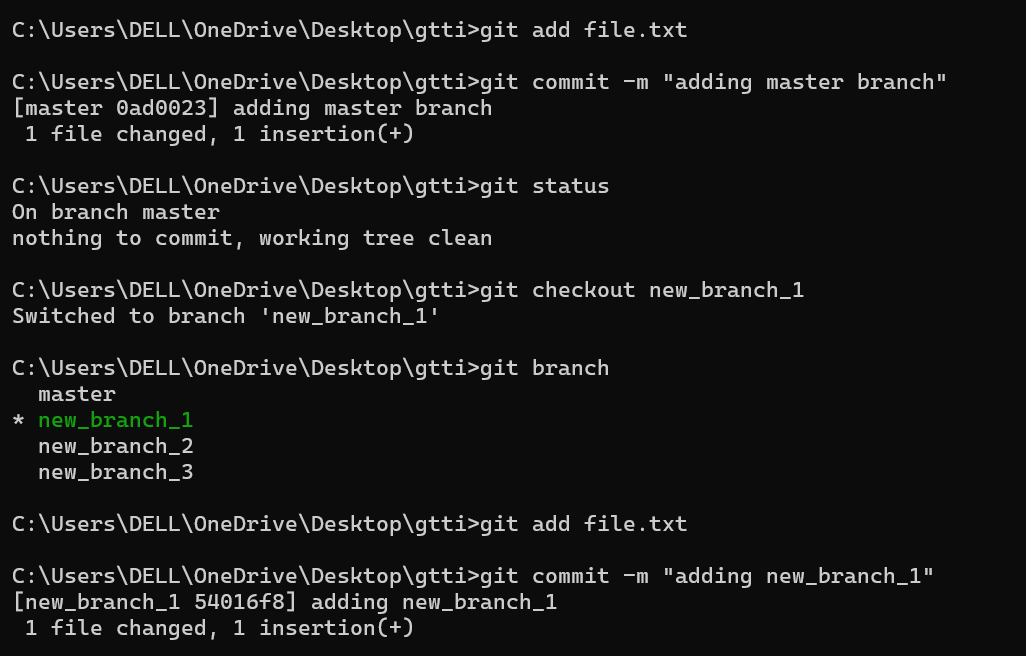 C:\Users\DELL\OneDrive\Desktop\gtti>git add file.txt
C:\Users\DELL\OneDrive\Desktop\gtti>git commit -m "adding master branch"
[master 0ad0023] adding master branch
 1 file changed, 1 insertion(+)
C:\Users\DELL\OneDrive\Desktop\gtti>git status
On branch master
nothing to commit, working tree clean
C:\Users\DELL\OneDrive\Desktop\gtti>git checkout new_branch_1
Switched to branch 'new_branch_1'
C:\Users\DELL\OneDrive\Desktop\gtti>git branch
  master
* new_branch_1
  new_branch_2
  new_branch_3
C:\Users\DELL\OneDrive\Desktop\gtti>git add file.txt
C:\Users\DELL\OneDrive\Desktop\gtti>git commit -m "adding new_branch_1"
[new_branch_1 54016f8] adding new_branch_1
 1 file changed, 1 insertion(+)